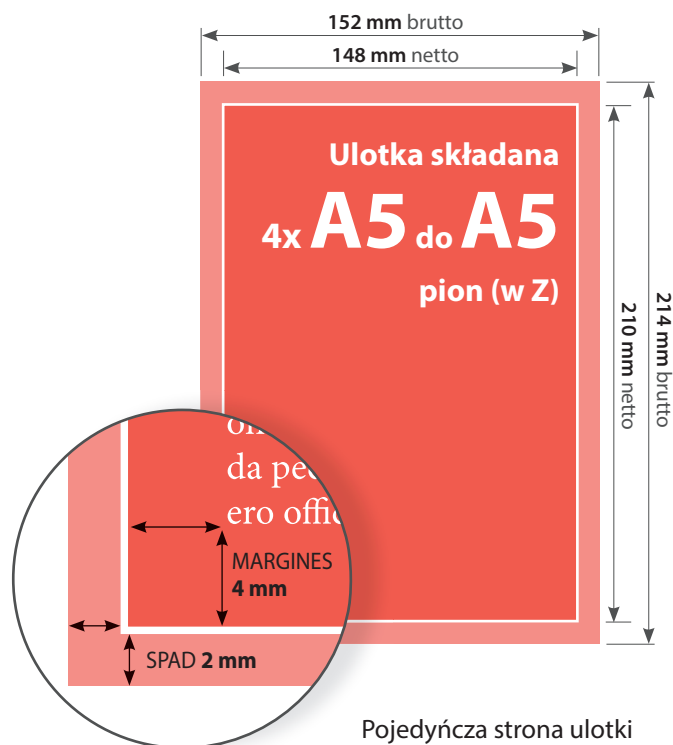 152 mm brutto
148 mm netto
Ulotka składana
4x A5 do A5
pion (w Z)
210 mm netto
214 mm brutto
da pe
ero offic
MARGINES
4 mm
SPAD 2 mm
Pojedyńcza strona ulotki